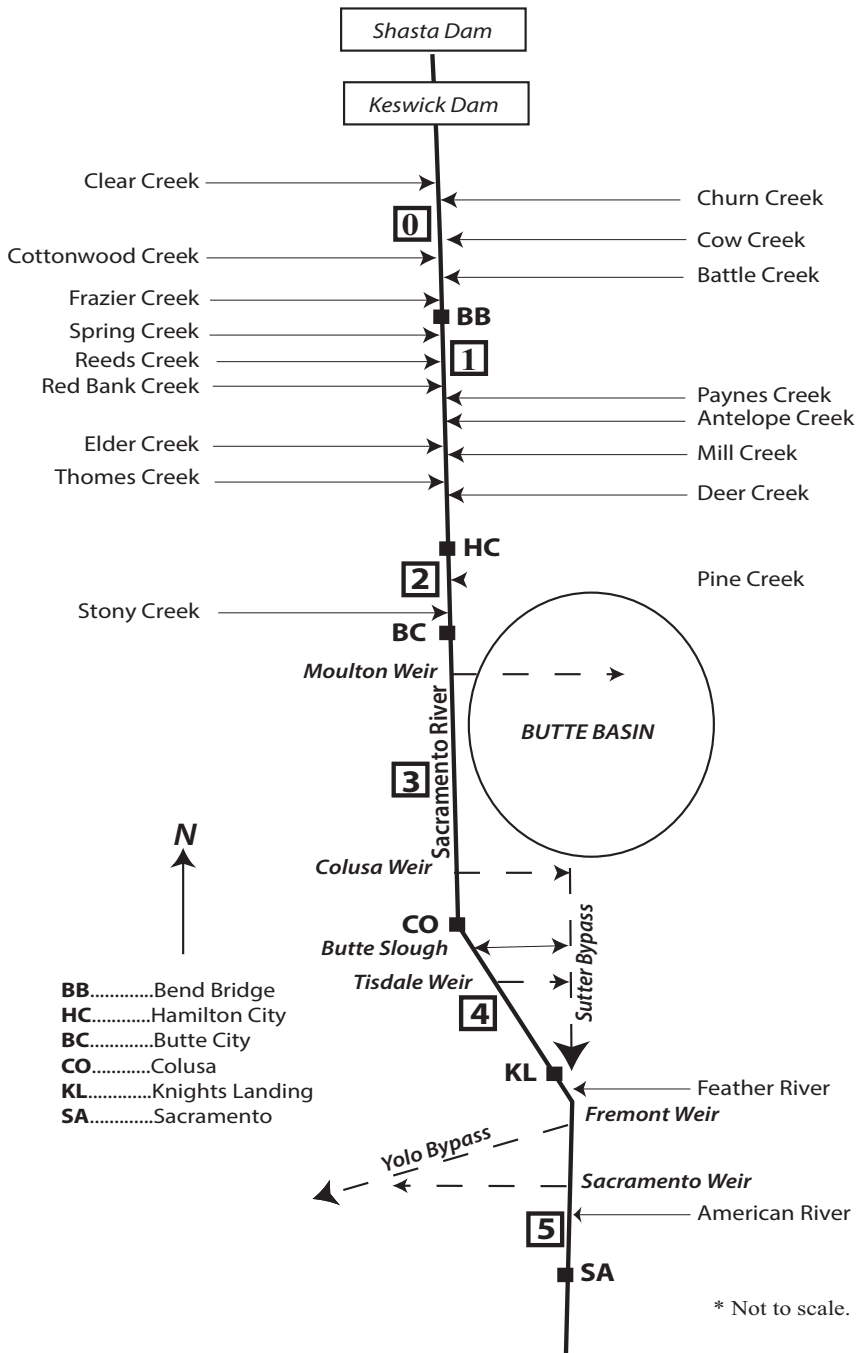 Shasta Dam
Keswick Dam
Clear Creek
Churn Creek
0
Cow Creek
Cottonwood Creek
Battle Creek
Frazier Creek
BB
Spring Creek
Reeds Creek
1
Red Bank Creek
Paynes Creek
Antelope Creek
Elder Creek
Mill Creek
Thomes Creek
Deer Creek
HC
2
Pine Creek
Stony Creek
BC
Moulton Weir
Sacramento River
BUTTE BASIN
3
N
Colusa Weir
CO
Butte Slough
Sutter Bypass
Tisdale Weir
4
BB.............Bend Bridge
HC............Hamilton City
BC.............Butte City
CO............Colusa
KL.............Knights Landing
SA.............Sacramento
KL
Feather River
Fremont Weir
Yolo Bypass
Sacramento Weir
American River
5
SA
* Not to scale.